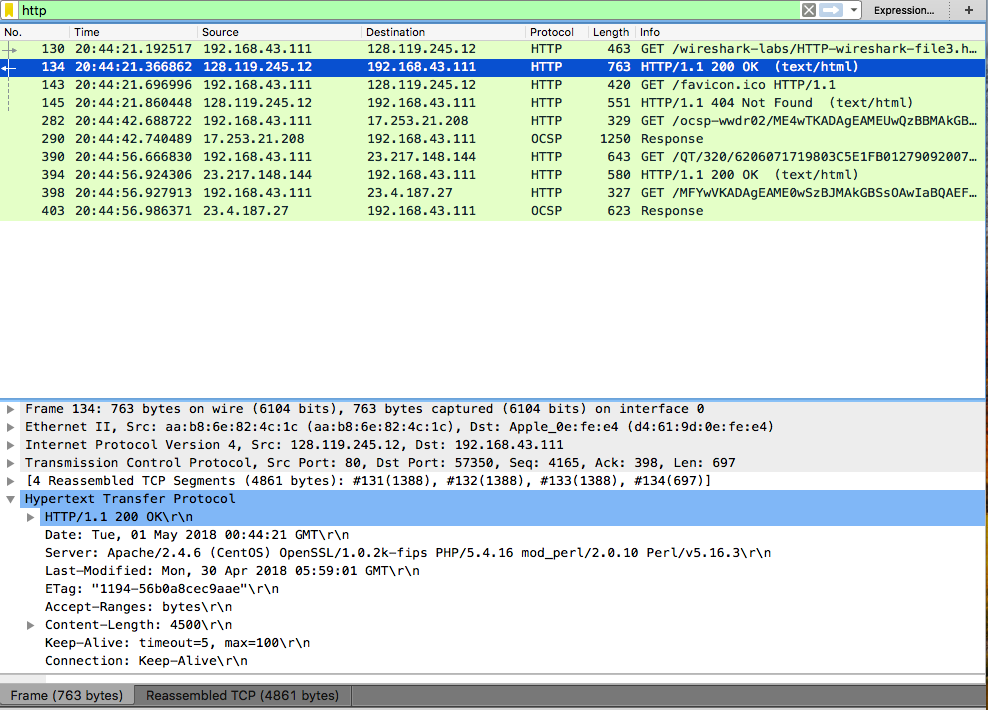 http Expression... +
No. Time Source Destination Protocol Length Info
130 20:44:21.192517 192.168.43.111 128.119.245.12 HTTP 463 GET /wireshark-labs/HTTP-wireshark-file3.h…
134 20:44:21.366862 128.119.245.12 192.168.43.111 HTTP 763 HTTP/1.1 200 OK (text/html)
143 20:44:21.696996 192.168.43.111 128.119.245.12 HTTP 420 GET /favicon.ico HTTP/1.1
145 20:44:21.860448 128.119.245.12 192.168.43.111 HTTP 551 HTTP/1.1 404 Not Found (text/html)
282 20:44:42.688722 192.168.43.111 17.253.21.208 HTTP 329 GET /ocsp-wwdr02/ME4wTKADAgEAMEUwQzBBMAkGB…
290 20:44:42.740489 17.253.21.208 192.168.43.111 OCSP 1250 Response
390 20:44:56.666830 192.168.43.111 23.217.148.144 HTTP 643 GET /QT/320/6206071719803C5E1FB01279092007…
394 20:44:56.924306 23.217.148.144 192.168.43.111 HTTP 580 HTTP/1.1 200 OK (text/html)
398 20:44:56.927913 192.168.43.111 23.4.187.27 HTTP 327 GET /MFYwVKADAgEAME0wSzBJMAkGBSsOAwIaBQAEF…
403 20:44:56.986371 23.4.187.27 192.168.43.111 OCSP 623 Response
Frame 134: 763 bytes on wire (6104 bits), 763 bytes captured (6104 bits) on interface 0
Ethernet II, Src: aa:b8:6e:82:4c:1c (aa:b8:6e:82:4c:1c), Dst: Apple_0e:fe:e4 (d4:61:9d:0e:fe:e4)
Internet Protocol Version 4, Src: 128.119.245.12, Dst: 192.168.43.111
Transmission Control Protocol, Src Port: 80, Dst Port: 57350, Seq: 4165, Ack: 398, Len: 697
[4 Reassembled TCP Segments (4861 bytes): #131(1388), #132(1388), #133(1388), #134(697)]
Hypertext Transfer Protocol
HTTP/1.1 200 OK\r\n
Date: Tue, 01 May 2018 00:44:21 GMT\r\n
Server: Apache/2.4.6 (CentOS) OpenSSL/1.0.2k-fips PHP/5.4.16 mod_perl/2.0.10 Perl/v5.16.3\r\n
Last-Modified: Mon, 30 Apr 2018 05:59:01 GMT\r\n
ETag: "1194-56b0a8cec9aae"\r\n
Accept-Ranges: bytes\r\n
Content-Length: 4500\r\n
Keep-Alive: timeout=5, max=100\r\n
Connection: Keep-Alive\r\n
Frame (763 bytes) Reassembled TCP (4861 bytes)